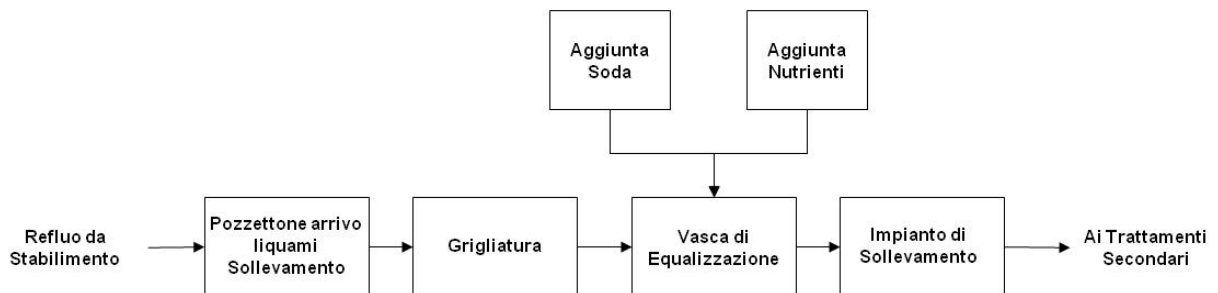 Aggiunta
Soda
Aggiunta
Nutrienti
Refluo da
Stabilimento
Pozzettone arrivo
liquami
Sollevamento
Grigliatura
Vasca di
Equalizzazione
Impianto di
Sollevamento
Ai Trattamenti
Secondari